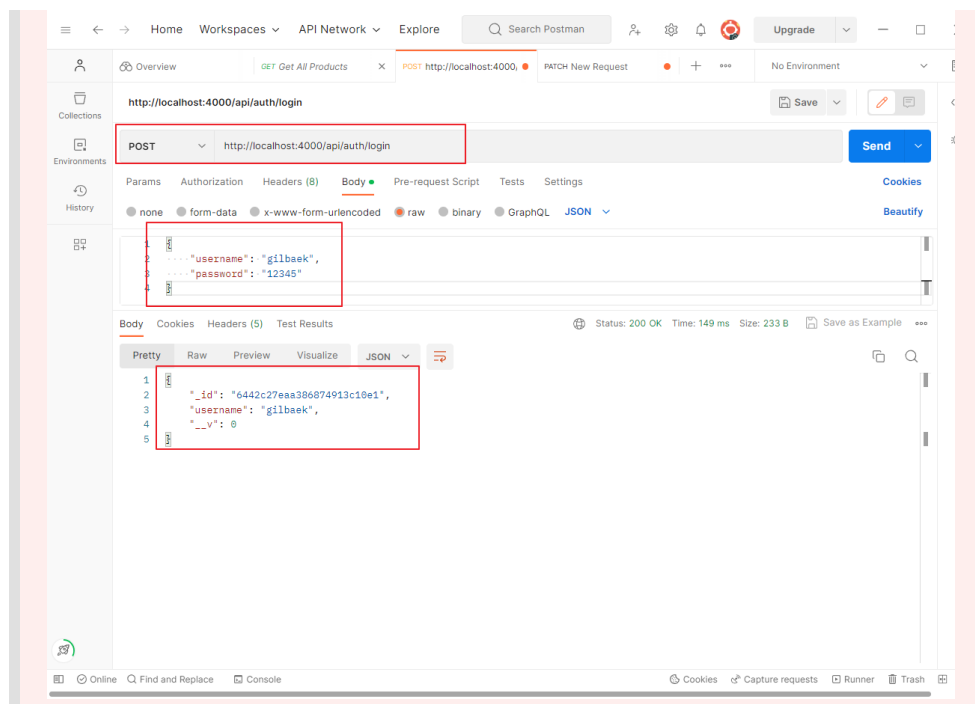 Home Workspaces API Network Explore Search Postman Upgrade
Overview GET Get All Products POST http://localhost:4000, PATCH New Request No Environment
http://localhost:4000/api/auth/login Save
Collections
POST http://localhost:4000/api/auth/login Send
Environments
Params Authorization Headers (8) Body Pre-request Script Tests Settings Cookies
History
none form-data x-www-form-urlencoded raw binary GraphQL JSON Beautify
1 {
2 ····"username":·"gilbaek",
3 ····"password":·"12345"
4 }
Body Cookies Headers (5) Test Results Status: 200 OK Time: 149 ms Size: 233 B Save as Example
Pretty Raw Preview Visualize JSON
1 {
2 "_id": "6442c27eaa386874913c10e1",
3 "username": "gilbaek",
4 "__v": 0
5 }
Online Find and Replace Console Cookies Capture requests Runner Trash